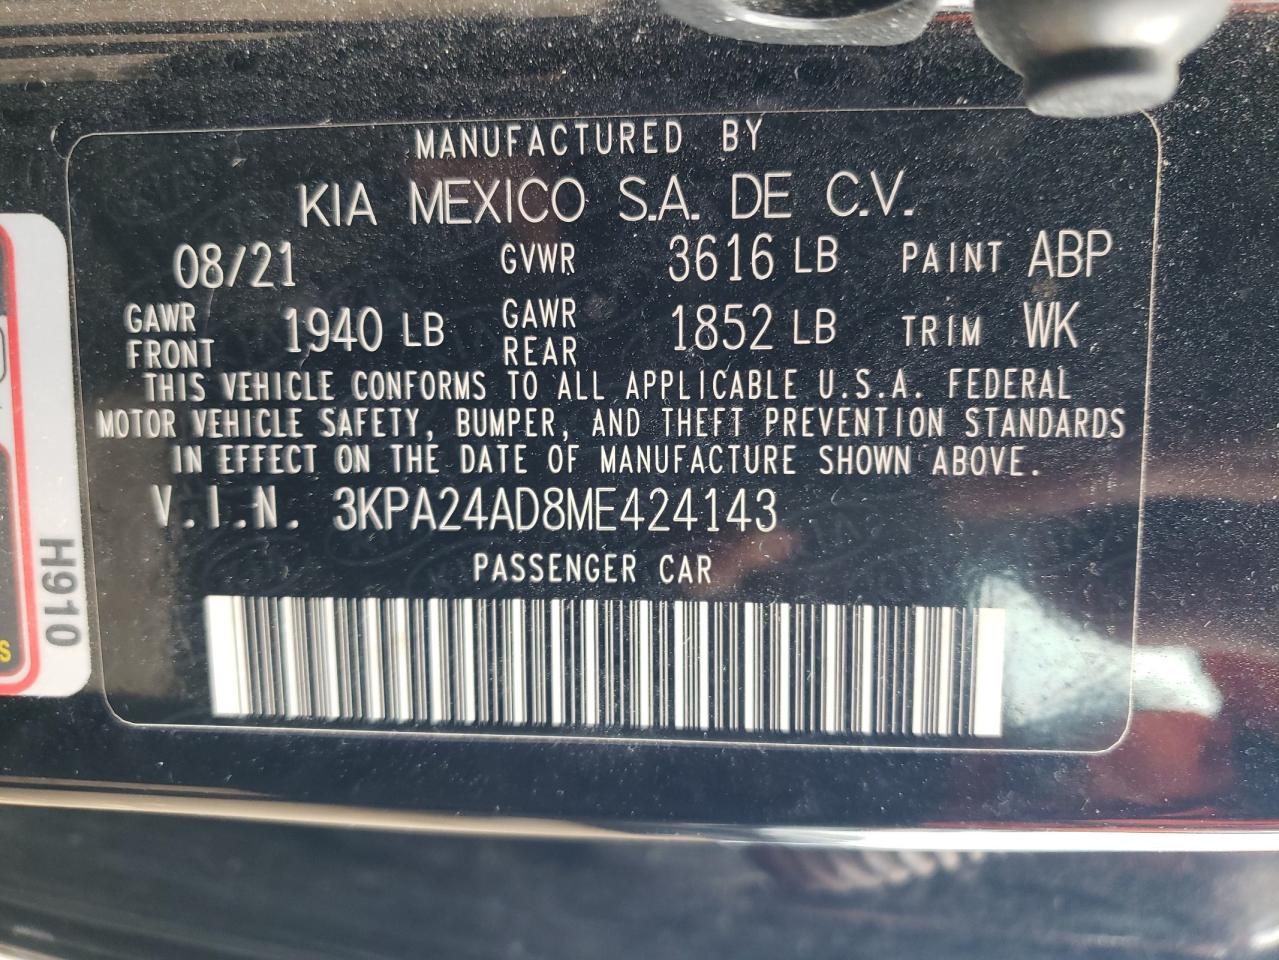 MANUFACTURED BY
KIA MEXICO S.A. DE C.V.
08/21 GVWR 3616 LB PAINT ABP
GAWR FRONT 1940 LB GAWR REAR 1852 LB TRIM WK
THIS VEHICLE CONFORMS TO ALL APPLICABLE U.S.A. FEDERAL
MOTOR VEHICLE SAFETY, BUMPER, AND THEFT PREVENTION STANDARDS
IN EFFECT ON THE DATE OF MANUFACTURE SHOWN ABOVE.
V.I.N. 3KPA24AD8ME424143
PASSENGER CAR
H910